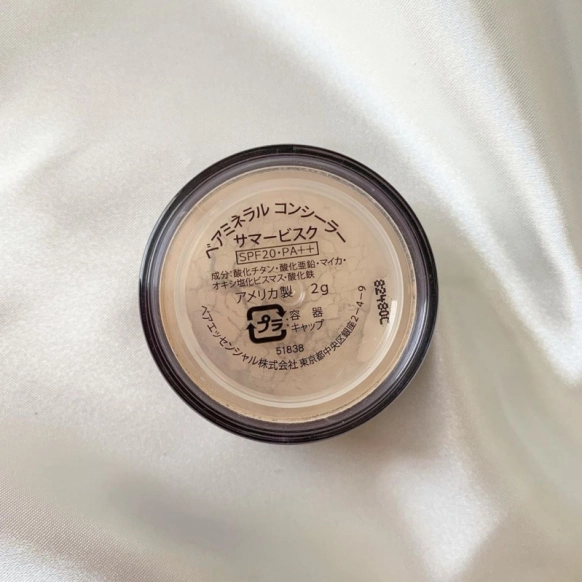 ベアミネラル コンシーラー
サマービスク
SPF20・PA++
成分:酸化チタン・酸化亜鉛・マイカ・
オキシ塩化ビスマス・酸化鉄
アメリカ製 2g
プラ :容器
・キャップ
51838
ベアエッセンシャル株式会社 東京都中央区銀座2-4-9
82480C